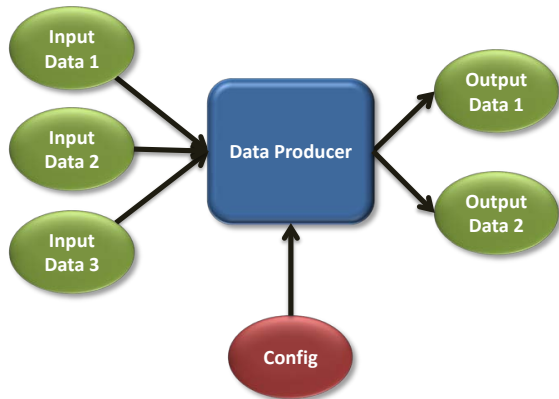 Input
Data 1
Input
Data 2
Input
Data 3
Data Producer
Output
Data 1
Output
Data 2
Config